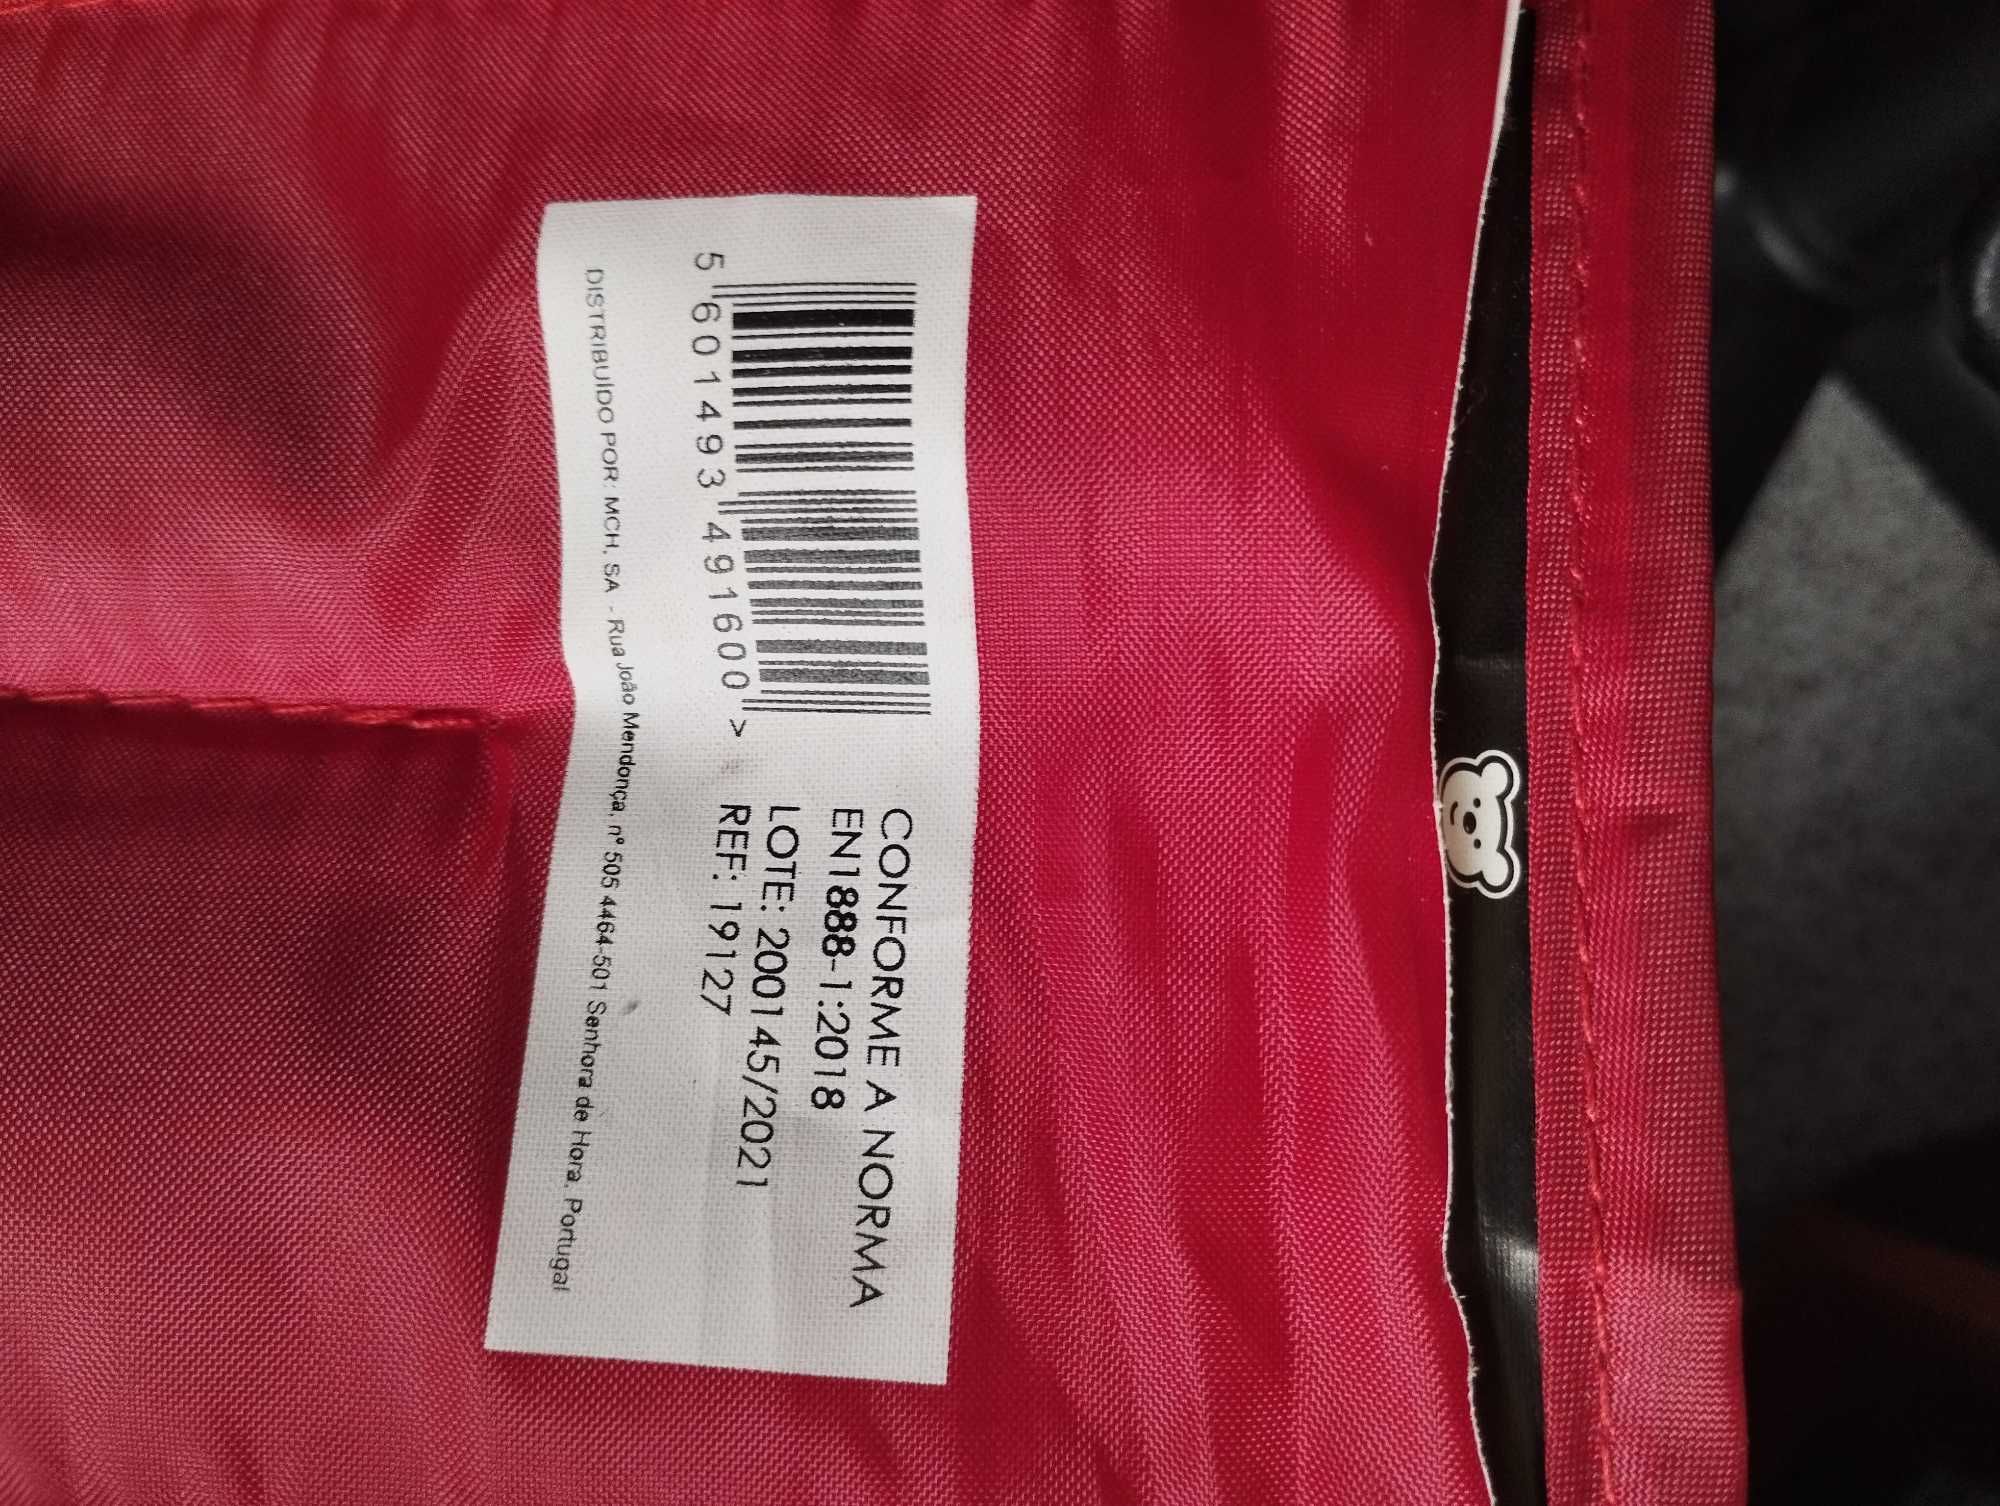 CONFORME A NORMA
EN1888-1:2018
LOTE: 200145/2021
REF: 19127
5 601493 491600 >
DISTRIBUÍDO POR: MCH, SA - Rua João Mendonça, nº 505 4464-501 Senhora de Hora, Portugal